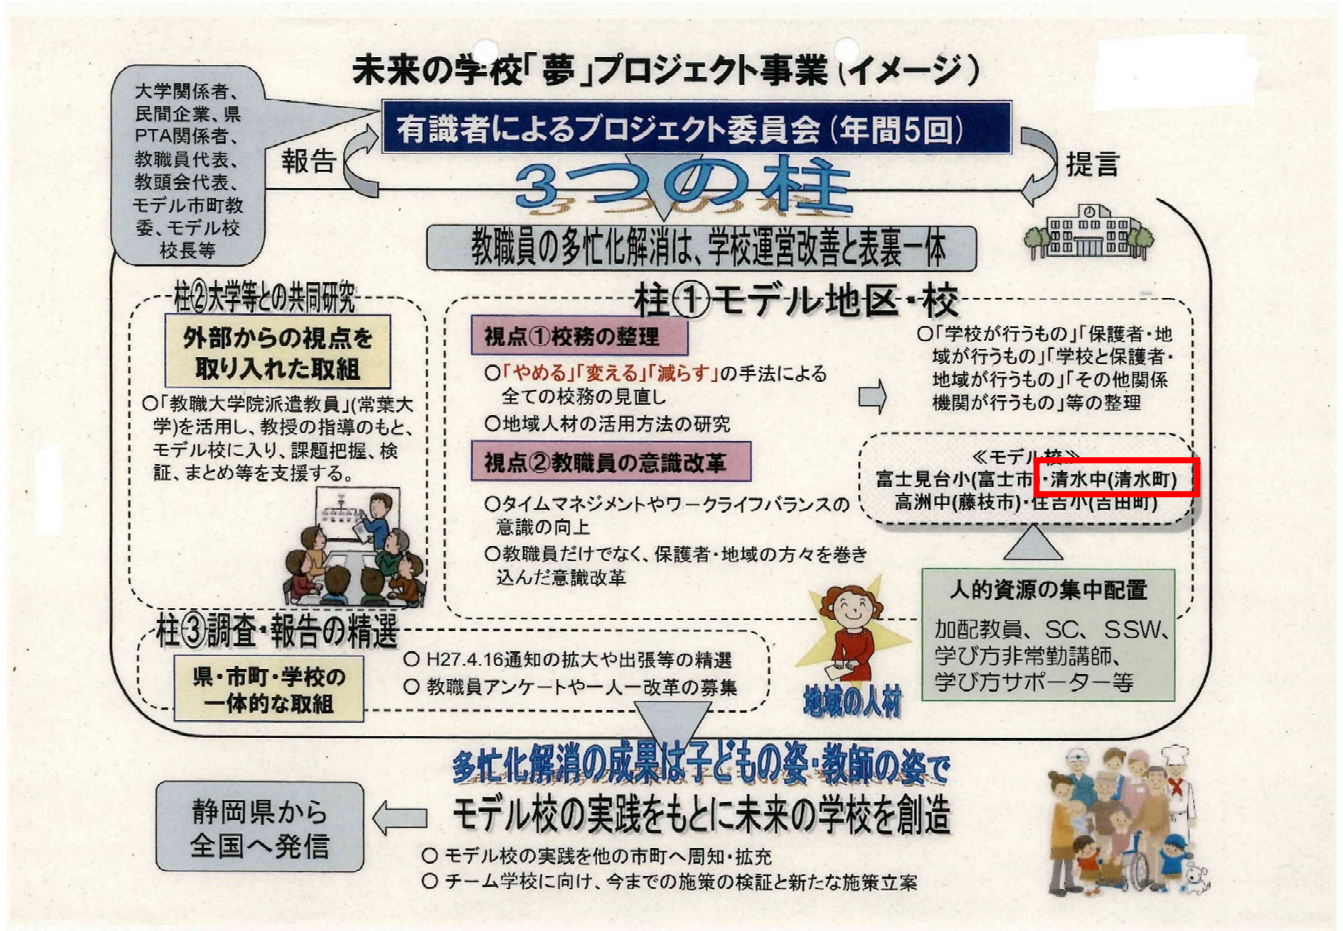 未来の学校「夢」プロジェクト事業(イメージ)
大学関係者、
民間企業、県
PTA関係者、
教職員代表、
教頭会代表、
モデル市町教
委、モデル校
校長等
有識者によるプロジェクト委員会(年間5回)
報告
提言
3つの柱
教職員の多忙化解消は、学校運営改善と表裏一体
柱②大学等との共同研究
外部からの視点を
取り入れた取組
○「教職大学院派遣教員」(常葉大
学)を活用し、教授の指導のもと、
モデル校に入り、課題把握、検
証、まとめ等を支援する。
柱①モデル地区・校
視点①校務の整理
○「やめる」「変える」「減らす」の手法による
全ての校務の見直し
○地域人材の活用方法の研究
視点②教職員の意識改革
○タイムマネジメントやワークライフバランスの
意識の向上
○教職員だけでなく、保護者・地域の方々を巻き
込んだ意識改革
○「学校が行うもの」「保護者・地
域が行うもの」「学校と保護者・
地域が行うもの」「その他関係
機関が行うもの」等の整理
≪モデル校≫
富士見台小(富士市)・清水中(清水町)
高洲中(藤枝市)・住吉小(吉田町)
人的資源の集中配置
加配教員、SC、SSW、
学び方非常勤講師、
学び方サポーター等
地域の人材
柱③調査・報告の精選
県・市町・学校の
一体的な取組
○ H27.4.16通知の拡大や出張等の精選
○ 教職員アンケートや一人一改革の募集
多忙化解消の成果は子どもの姿・教師の姿で
モデル校の実践をもとに未来の学校を創造
静岡県から
全国へ発信
○ モデル校の実践を他の市町へ周知・拡充
○ チーム学校に向け、今までの施策の検証と新たな施策立案